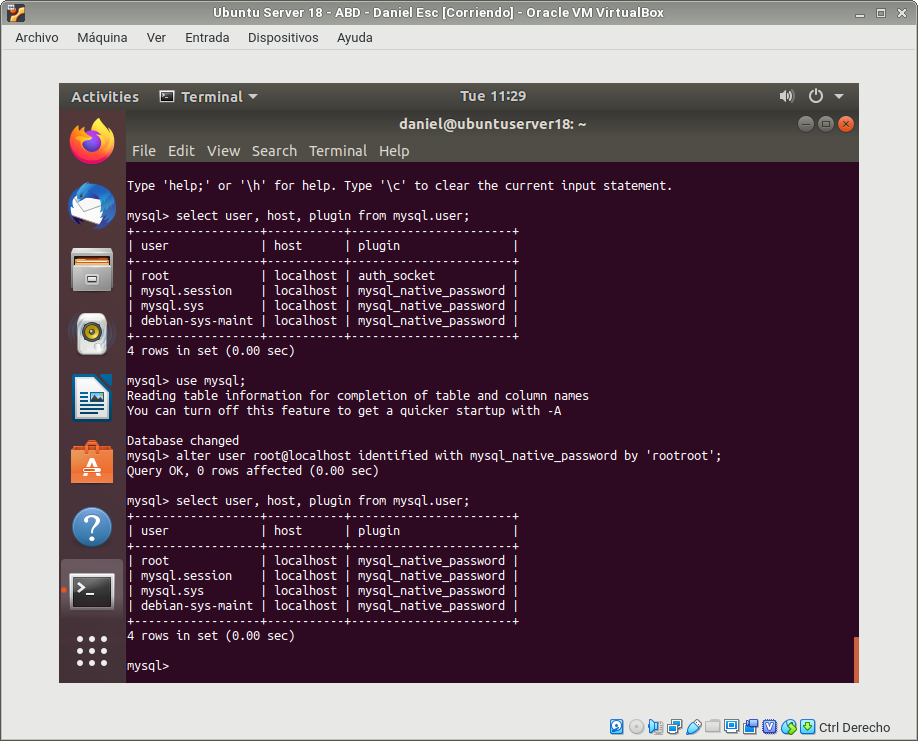 Ubuntu Server 18 - ABD - Daniel Esc [Corriendo] - Oracle VM VirtualBox
Archivo Máquina Ver Entrada Dispositivos Ayuda
Activities Terminal Tue 11:29
daniel@ubuntuserver18: ~
File Edit View Search Terminal Help
Type 'help;' or '\h' for help. Type '\c' to clear the current input statement.
mysql> select user, host, plugin from mysql.user;
+------------------+-----------+-----------------------+
| user             | host      | plugin                |
+------------------+-----------+-----------------------+
| root             | localhost | auth_socket           |
| mysql.session    | localhost | mysql_native_password |
| mysql.sys        | localhost | mysql_native_password |
| debian-sys-maint | localhost | mysql_native_password |
+------------------+-----------+-----------------------+
4 rows in set (0.00 sec)
mysql> use mysql;
Reading table information for completion of table and column names
You can turn off this feature to get a quicker startup with -A
Database changed
mysql> alter user root@localhost identified with mysql_native_password by 'rootroot';
Query OK, 0 rows affected (0.00 sec)
mysql> select user, host, plugin from mysql.user;
+------------------+-----------+-----------------------+
| user             | host      | plugin                |
+------------------+-----------+-----------------------+
| root             | localhost | mysql_native_password |
| mysql.session    | localhost | mysql_native_password |
| mysql.sys        | localhost | mysql_native_password |
| debian-sys-maint | localhost | mysql_native_password |
+------------------+-----------+-----------------------+
4 rows in set (0.00 sec)
mysql>
Ctrl Derecho